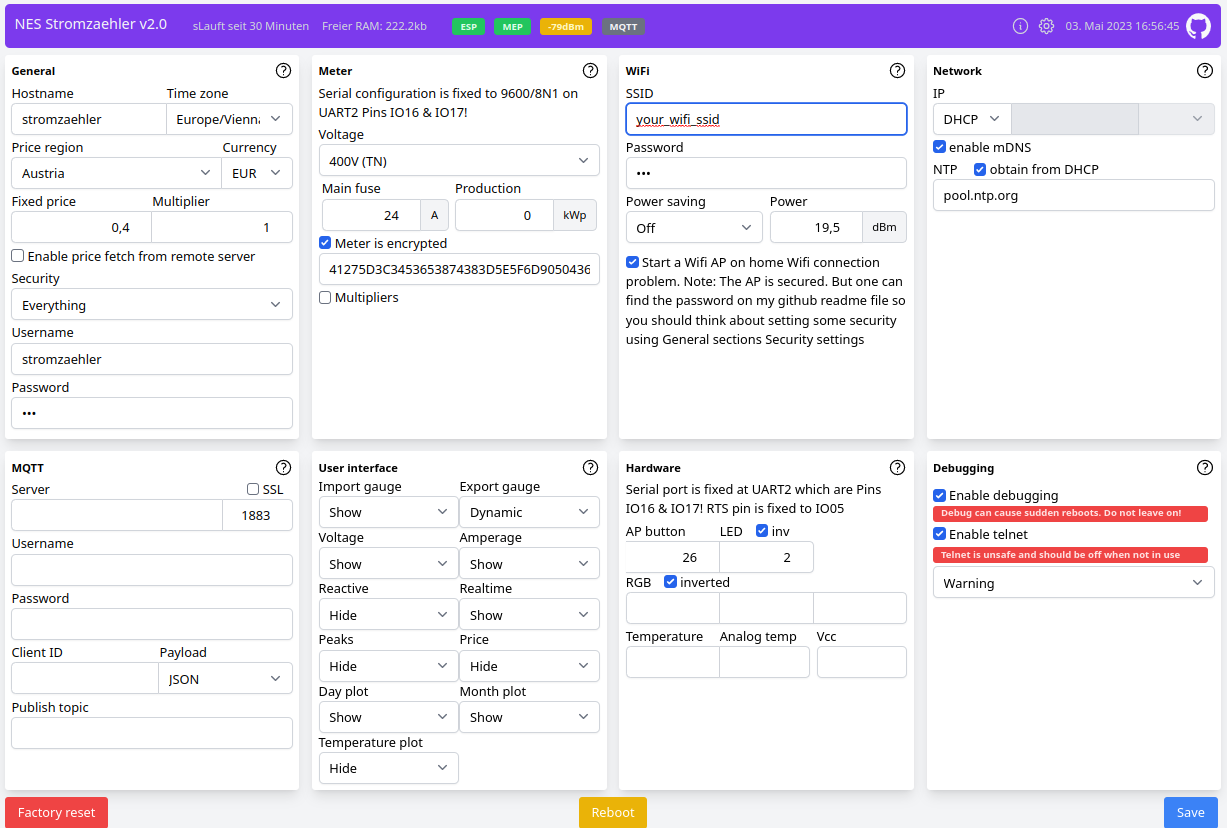 NES Stromzaehler v2.0
sLauft seit 30 Minuten
Freier RAM: 222.2kb
ESP
MEP
-79dBm
MQTT
03. Mai 2023 16:56:45
General
Hostname Time zone
stromzaehler Europe/Vienna
Price region Currency
Austria EUR
Fixed price Multiplier
0,4 1
Enable price fetch from remote server
Security
Everything
Username
stromzaehler
Password
•••
Meter
Serial configuration is fixed to 9600/8N1 on
UART2 Pins IO16 & IO17!
Voltage
400V (TN)
Main fuse Production
24 A 0 kWp
Meter is encrypted
41275D3C3453653874383D5E5F6D9050436
Multipliers
WiFi
SSID
your_wifi_ssid
Password
•••
Power saving Power
Off 19,5 dBm
Start a Wifi AP on home Wifi connection
problem. Note: The AP is secured. But one can
find the password on my github readme file so
you should think about setting some security
using General sections Security settings
Network
IP
DHCP
enable mDNS
NTP obtain from DHCP
pool.ntp.org
MQTT
Server SSL
1883
Username
Password
Client ID Payload
JSON
Publish topic
User interface
Import gauge Export gauge
Show Dynamic
Voltage Amperage
Show Show
Reactive Realtime
Hide Show
Peaks Price
Hide Hide
Day plot Month plot
Show Show
Temperature plot
Hide
Hardware
Serial port is fixed at UART2 which are Pins
IO16 & IO17! RTS pin is fixed to IO05
AP button LED inv
26 2
RGB inverted
Temperature Analog temp Vcc
Debugging
Enable debugging
Debug can cause sudden reboots. Do not leave on!
Enable telnet
Telnet is unsafe and should be off when not in use
Warning
Factory reset
Reboot
Save